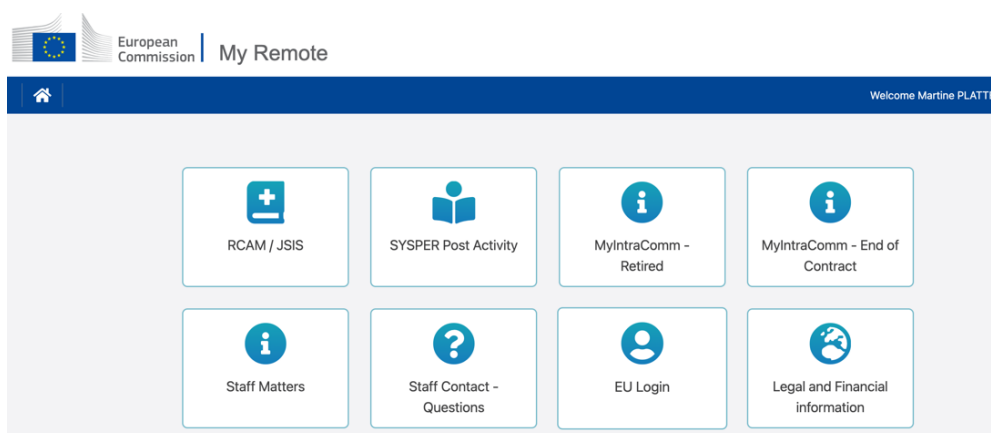 European
Commission
My Remote
Welcome Martine PLATT
RCAM / JSIS
SYSPER Post Activity
MyIntraComm -
Retired
MyIntraComm - End of
Contract
Staff Matters
Staff Contact -
Questions
EU Login
Legal and Financial
information